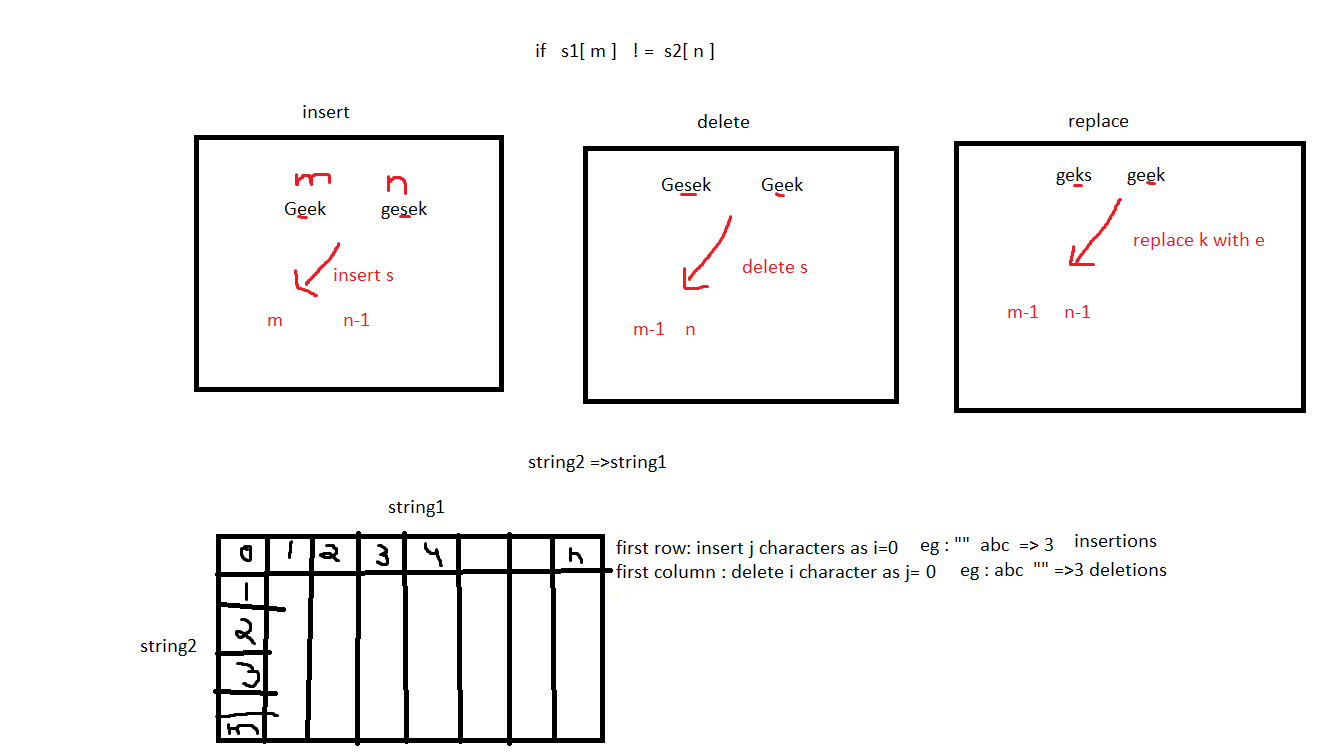 if s1[ m ] ! = s2[ n ]
insert
m n
Geek gesek
insert s
m n-1
delete
Gesek Geek
delete s
m-1 n
replace
geks geek
replace k with e
m-1 n-1
string2 =>string1
string1
0 1 2 3 4 n
first row: insert j characters as i=0 eg : "" abc => 3 insertions
first column : delete i character as j= 0 eg : abc "" =>3 deletions
string2
1
2
3
m